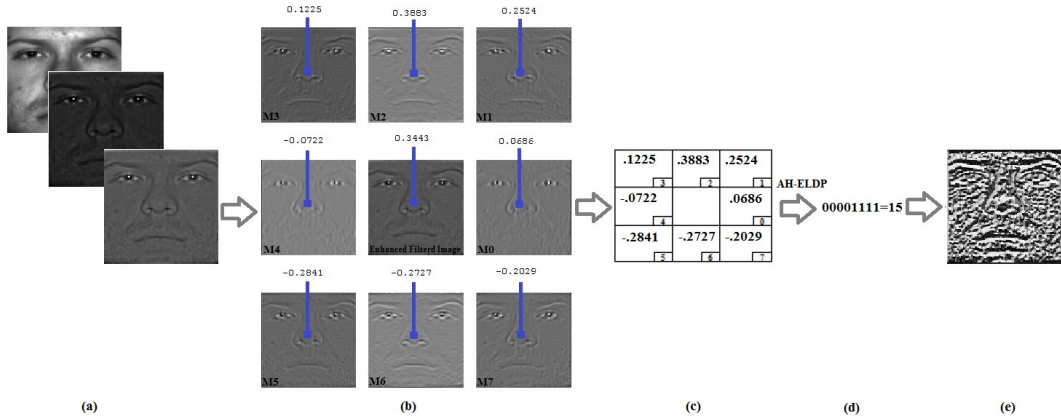 0.1225 0.3883 0.2524
M3 M2 M1
-0.0722 0.3443 0.0686
M4 Enhanced Filterd Image M0
-0.2841 -0.2727 -0.2029
M5 M6 M7
.1225 .3883 .2524
3 2 1
-.0722 .0686
4 0
-.2841 -.2727 -.2029
5 6 7
AH-ELDP
00001111=15
(a) (b) (c) (d) (e)